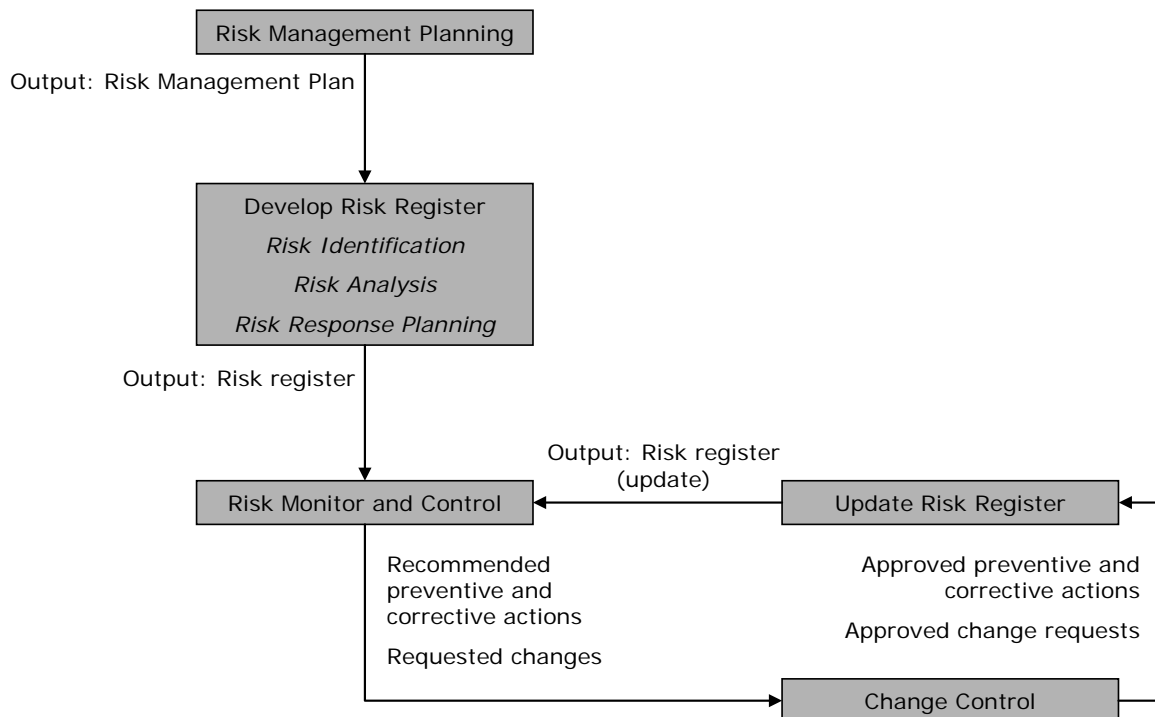 Risk Management Planning
Output: Risk Management Plan
Develop Risk Register
Risk Identification
Risk Analysis
Risk Response Planning
Output: Risk register
Output: Risk register
(update)
Risk Monitor and Control
Update Risk Register
Recommended
preventive and
corrective actions
Requested changes
Approved preventive and
corrective actions
Approved change requests
Change Control